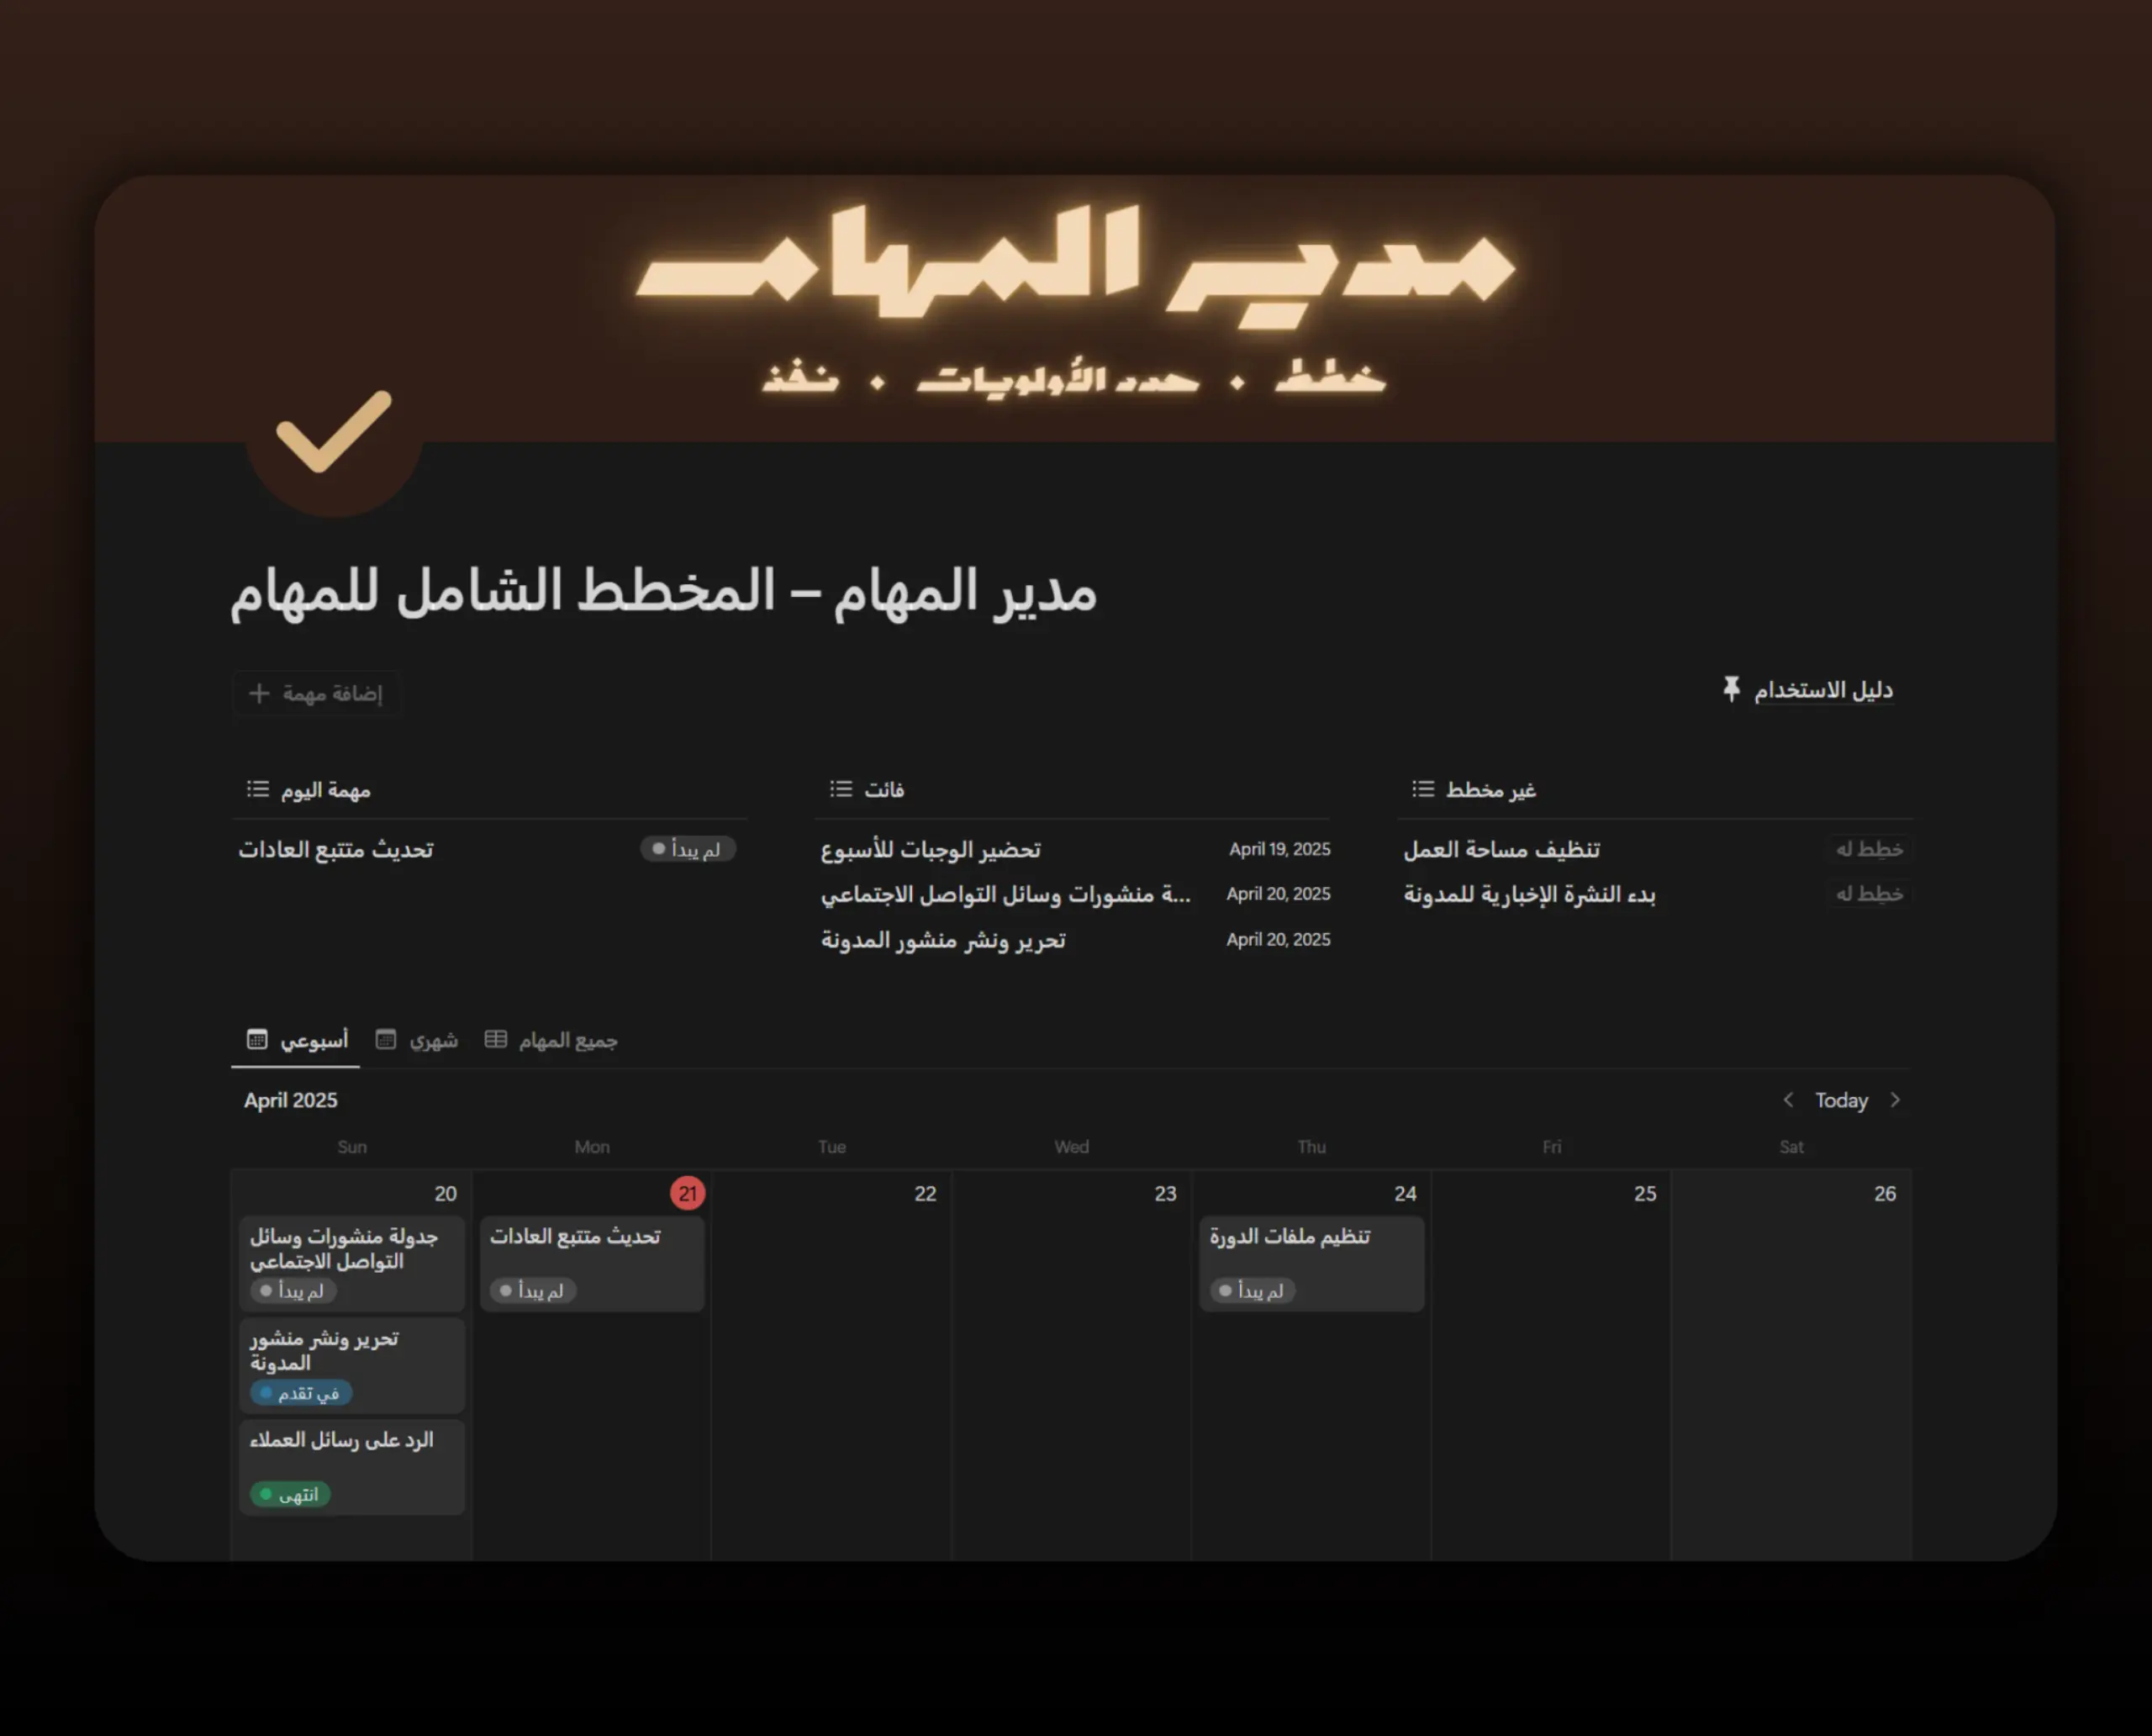 مدير المهام
خطط ◆ حدد الأولويات ◆ نفذ
مدير المهام – المخطط الشامل للمهام
إضافة مهمة
دليل الاستخدام
مهمة اليوم
تحديث متتبع العادات
لم يبدأ
فائت
تحضير الوجبات للأسبوع April 19, 2025
...ة منشورات وسائل التواصل الاجتماعي April 20, 2025
تحرير ونشر منشور المدونة April 20, 2025
غير مخطط
تنظيف مساحة العمل خطِط له
بدء النشرة الإخبارية للمدونة خطِط له
أسبوعي شهري جميع المهام
April 2025
Today
Sun Mon Tue Wed Thu Fri Sat
20
جدولة منشورات وسائل
التواصل الاجتماعي
لم يبدأ
تحرير ونشر منشور
المدونة
في تقدم
الرد على رسائل العملاء
انتهى
21
تحديث متتبع العادات
لم يبدأ
22
23
24
تنظيم ملفات الدورة
لم يبدأ
25
26